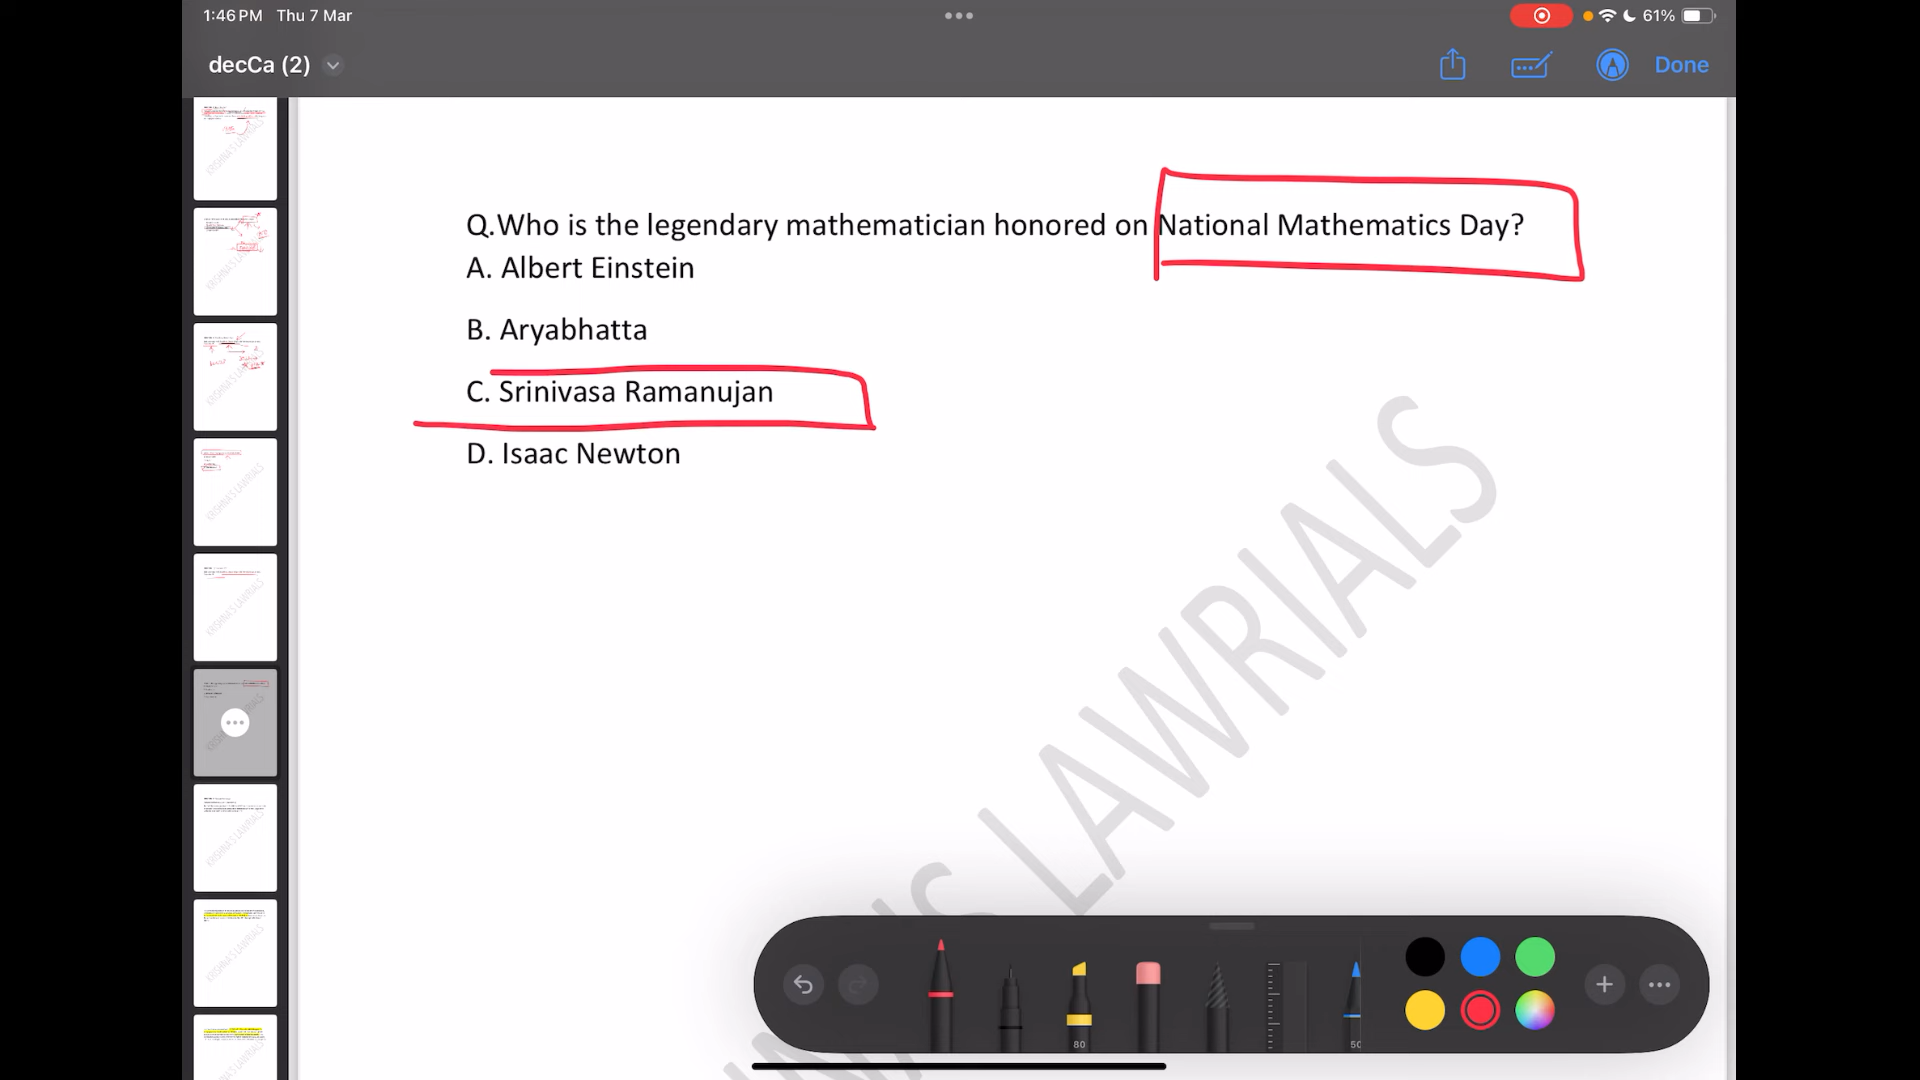 1:46 PM Thu 7 Mar
61%
decCa (2)
Done
Q.Who is the legendary mathematician honored on National Mathematics Day?
A. Albert Einstein
B. Aryabhatta
C. Srinivasa Ramanujan
D. Isaac Newton
LAWRIALS
80
50